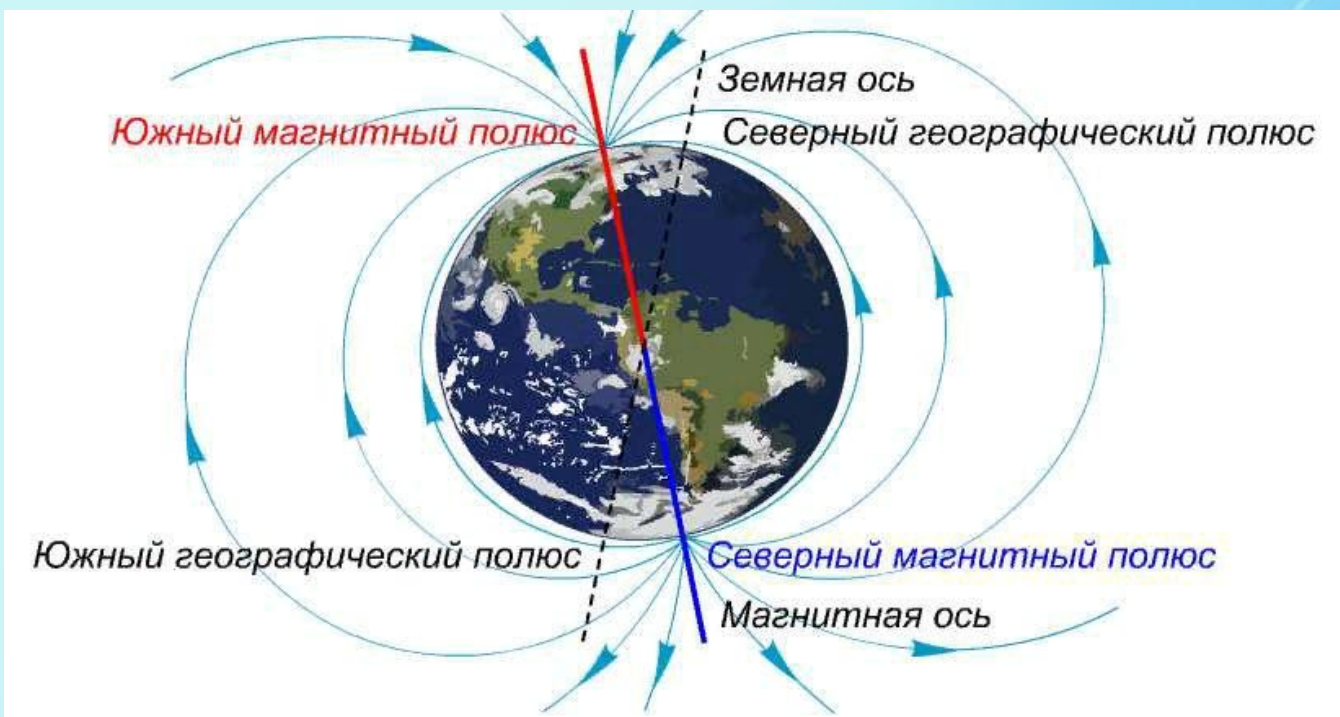 Земная ось
Южный магнитный полюс
Северный географический полюс
Южный географический полюс
Северный магнитный полюс
Магнитная ось